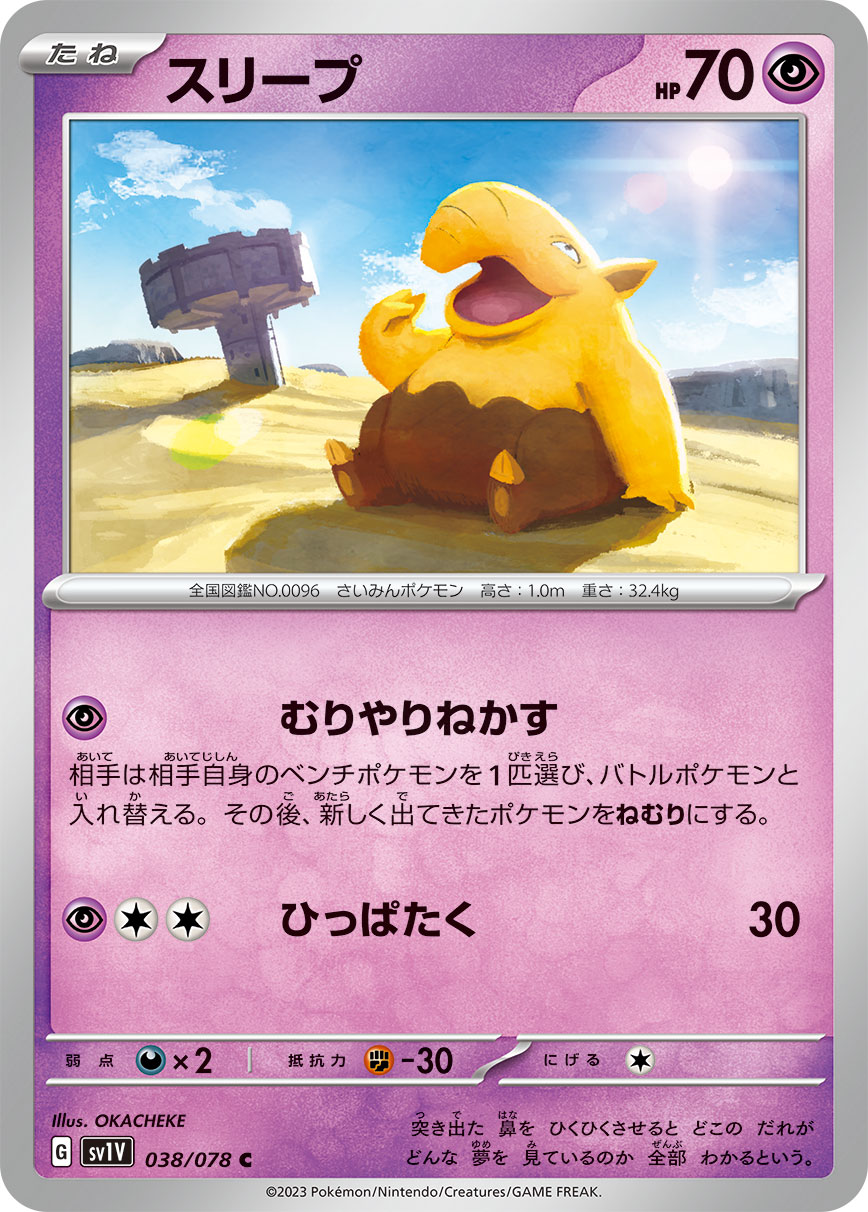 たね スリープ HP70
全国図鑑NO.0096 さいみんポケモン 高さ:1.0m 重さ:32.4kg
むりやりねかす
相手は相手自身のベンチポケモンを1匹選び、バトルポケモンと
入れ替える。その後、新しく出てきたポケモンをねむりにする。
ひっぱたく 30
弱点 ×2 抵抗力 -30 にげる
Illus. OKACHEKE
突き出た 鼻を ひくひくさせると どこの だれが
G sv1V 038/078 C
どんな 夢を 見ているのか 全部 わかるという。
©2023 Pokémon/Nintendo/Creatures/GAME FREAK.